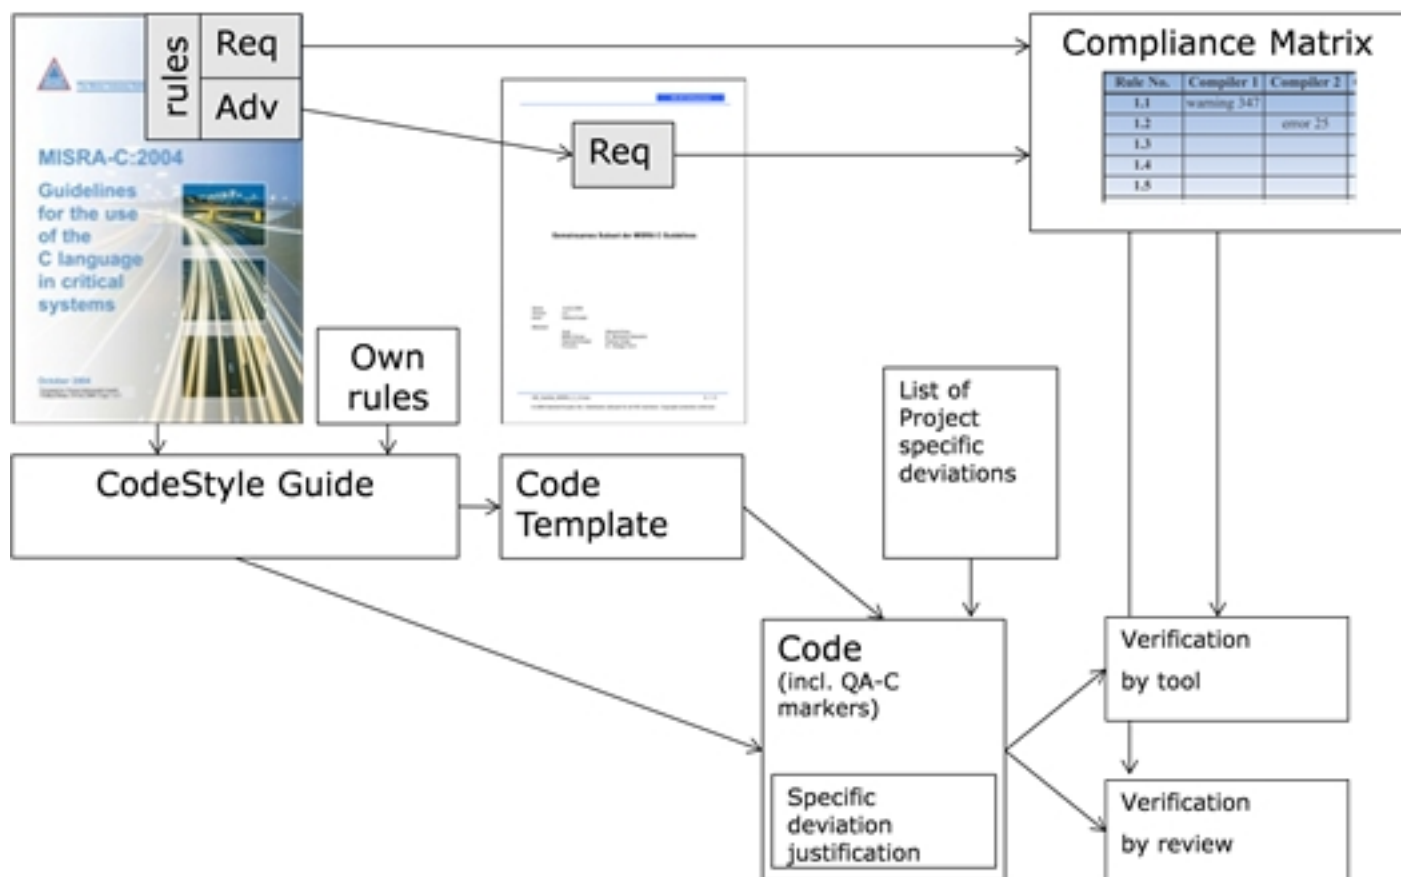 rules
Req
Adv
MISRA-C:2004
Guidelines
for the use
of the
C language
in critical
systems
October 2004
Req
Compliance Matrix
Rule No. Compiler 1 Compiler 2
1.1 warning 347
1.2 error 25
1.3
1.4
1.5
Own
rules
List of
Project
specific
deviations
CodeStyle Guide
Code
Template
Code
(incl. QA-C
markers)
Specific
deviation
justification
Verification
by tool
Verification
by review